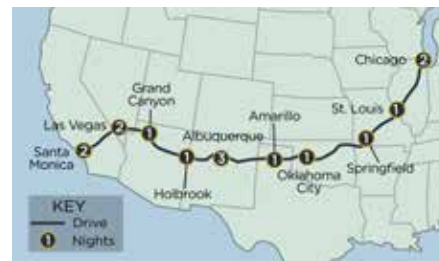 Chicago
2
Grand
Canyon
St. Louis
1
Las Vegas
2
1
Amarillo
Albuquerque
1
Santa
Monica
2
1
3
1
1
Springfield
Holbrook
Oklahoma
City
KEY
Drive
1 Nights